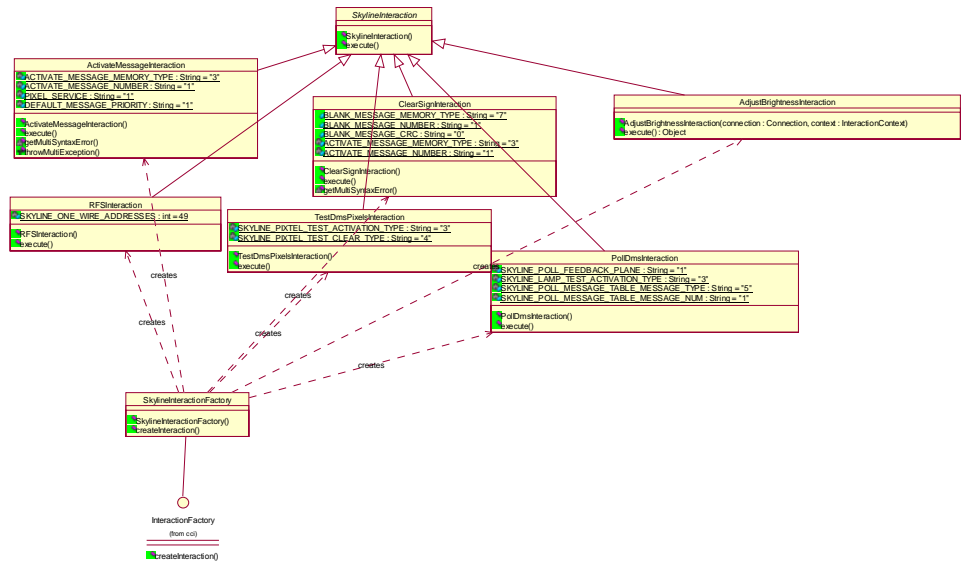 SkylineInteraction
SkylineInteraction()
execute()
ActivateMessageInteraction
ACTIVATE_MESSAGE_MEMORY_TYPE : String = "3"
ACTIVATE_MESSAGE_NUMBER : String = "1"
PIXEL_SERVICE : String = "1"
DEFAULT_MESSAGE_PRIORITY : String = "1"
ActivateMessageInteraction()
execute()
getMultiSyntaxError()
throwMultiException()
ClearSignInteraction
BLANK_MESSAGE_MEMORY_TYPE : String = "7"
BLANK_MESSAGE_NUMBER : String = "1"
BLANK_MESSAGE_CRC : String = "0"
ACTIVATE_MESSAGE_MEMORY_TYPE : String = "3"
ACTIVATE_MESSAGE_NUMBER : String = "1"
ClearSignInteraction()
execute()
getMultiSyntaxError()
AdjustBrightnessInteraction
AdjustBrightnessInteraction(connection : Connection, context : InteractionContext)
execute() : Object
RFSInteraction
SKYLINE_ONE_WIRE_ADDRESSES : int = 49
RFSInteraction()
execute()
TestDmsPixelsInteraction
SKYLINE_PIXTEL_TEST_ACTIVATION_TYPE : String = "3"
SKYLINE_PIXTEL_TEST_CLEAR_TYPE : String = "4"
TestDmsPixelsInteraction()
execute()
PollDmsInteraction
SKYLINE_POLL_FEEDBACK_PLANE : String = "1"
SKYLINE_LAMP_TEST_ACTIVATION_TYPE : String = "3"
SKYLINE_POLL_MESSAGE_TABLE_MESSAGE_TYPE : String = "5"
SKYLINE_POLL_MESSAGE_TABLE_MESSAGE_NUM : String = "1"
PollDmsInteraction()
execute()
creates
creates
creates
creates
creates
creates
SkylineInteractionFactory
SkylineInteractionFactory()
createInteraction()
InteractionFactory
(from cci)
createInteraction()